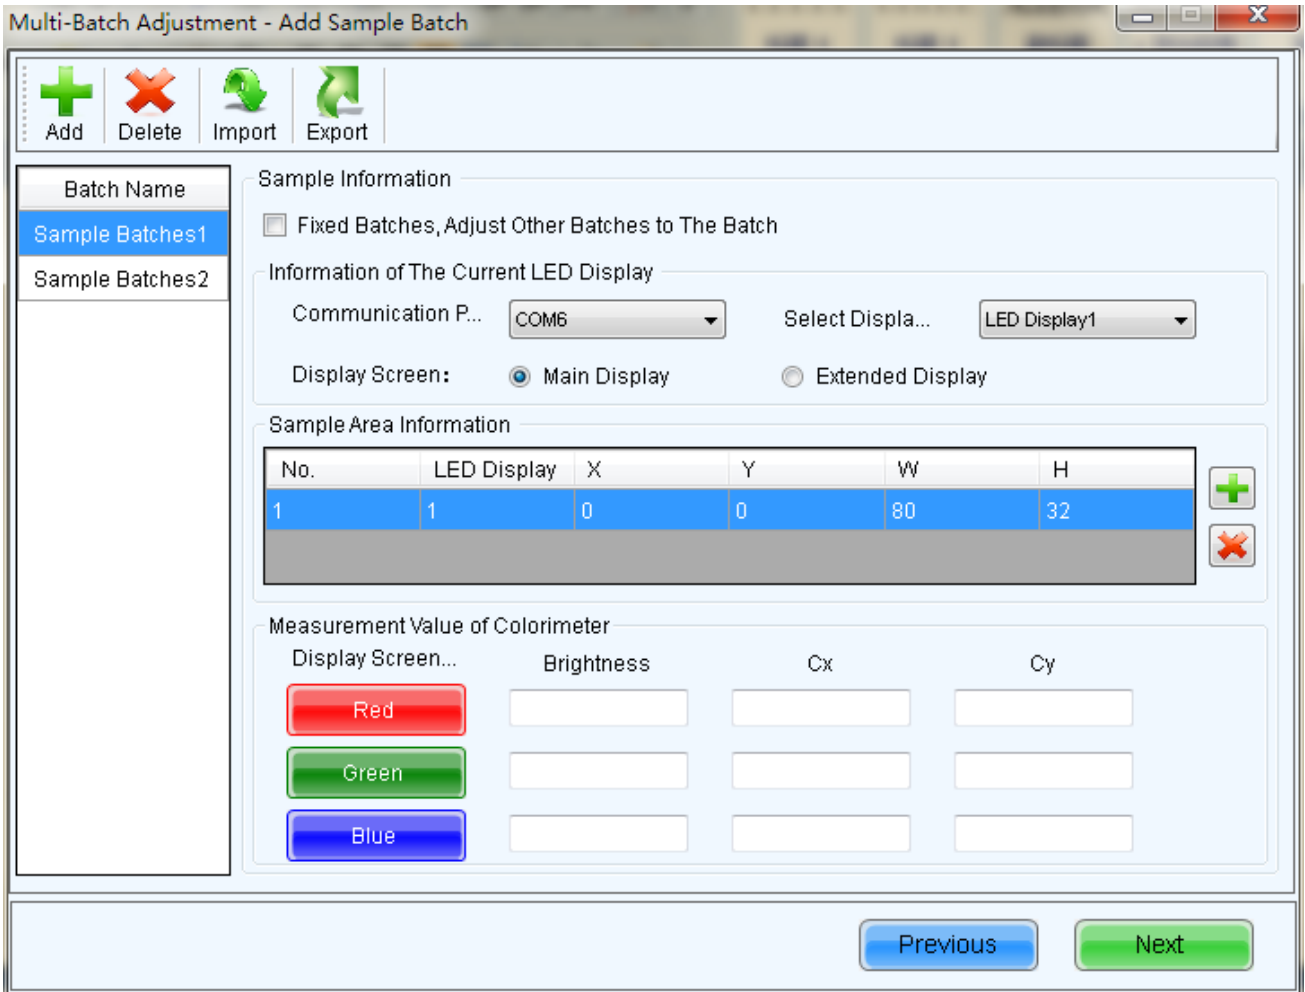 Multi-Batch Adjustment - Add Sample Batch
Add Delete Import Export
Batch Name
Sample Batches1
Sample Batches2
Sample Information
Fixed Batches, Adjust Other Batches to The Batch
Information of The Current LED Display
Communication P... COM6 Select Displa... LED Display1
Display Screen: Main Display Extended Display
Sample Area Information
No. LED Display X Y W H
1 1 0 0 80 32
Measurement Value of Colorimeter
Display Screen... Brightness Cx Cy
Red
Green
Blue
Previous Next